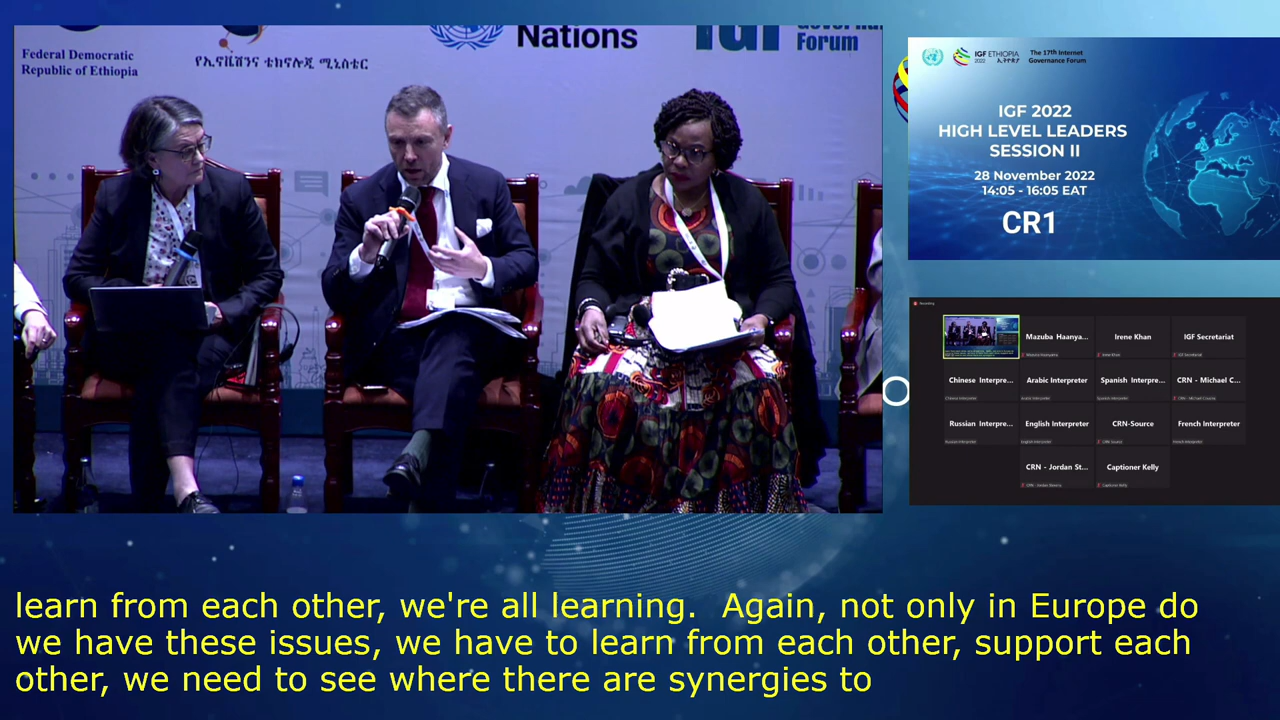 Federal Democratic
Republic of Ethiopia
የኢኖቬሽንና ቴክኖሎጂ ሚኒስቴር
Nations
IGF
Governance
Forum
IGF ETHIOPIA
2022 ኢትዮጵያ
The 17th Internet
Governance Forum
IGF 2022
HIGH LEVEL LEADERS
SESSION II
28 November 2022
14:05 - 16:05 EAT
CR1
Recording
Mazuba Haanya...
Irene Khan
IGF Secretariat
Chinese Interpre...
Arabic Interpreter
Spanish Interpre...
CRN - Michael C...
Russian Interpre...
English Interpreter
CRN-Source
French Interpreter
CRN - Jordan St...
Captioner Kelly
learn from each other, we're all learning. Again, not only in Europe do
we have these issues, we have to learn from each other, support each
other, we need to see where there are synergies to